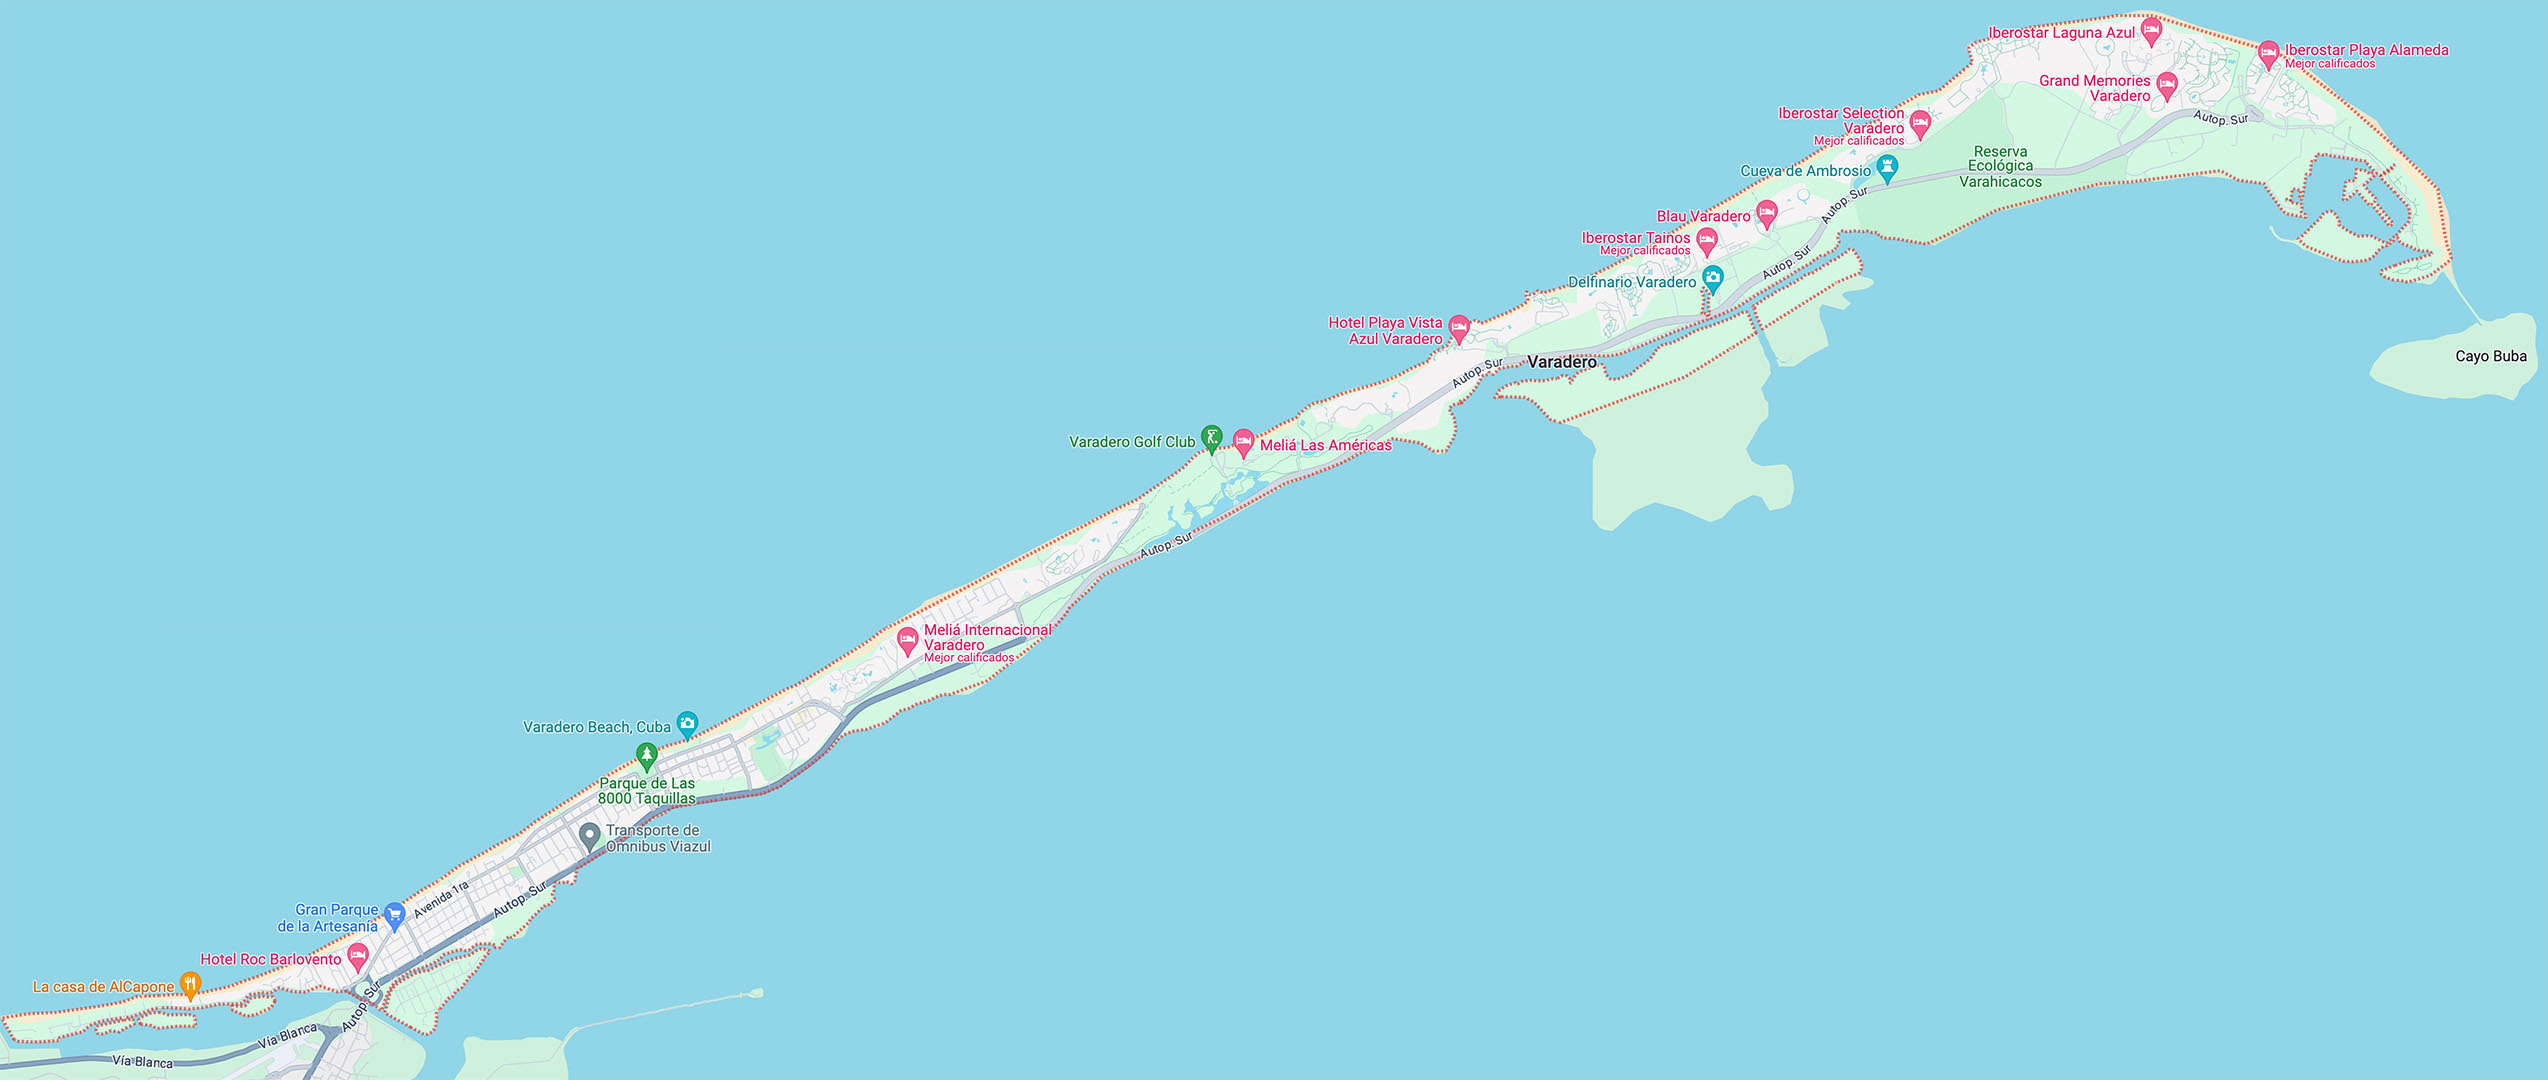 Iberostar Laguna Azul
Iberostar Playa Alameda
Mejor calificados
Grand Memories
Varadero
Autop. Sur
Iberostar Selection
Varadero
Mejor calificados
Reserva
Ecológica
Varahicacos
Cueva de Ambrosio
Autop. Sur
Blau Varadero
Iberostar Tainos
Mejor calificados
Autop. Sur
Delfinario Varadero
Hotel Playa Vista
Azul Varadero
Cayo Buba
Varadero
Autop. Sur
Varadero Golf Club
Meliá Las Américas
Autop. Sur
Meliá Internacional
Varadero
Mejor calificados
Varadero Beach, Cuba
Parque de Las
8000 Taquillas
Transporte de
Omnibus Viazul
Avenida 1ra
Autop. Sur
Gran Parque
de la Artesanía
Hotel Roc Barlovento
La casa de AlCapone
Autop. Sur
Vía Blanca
Vía Blanca